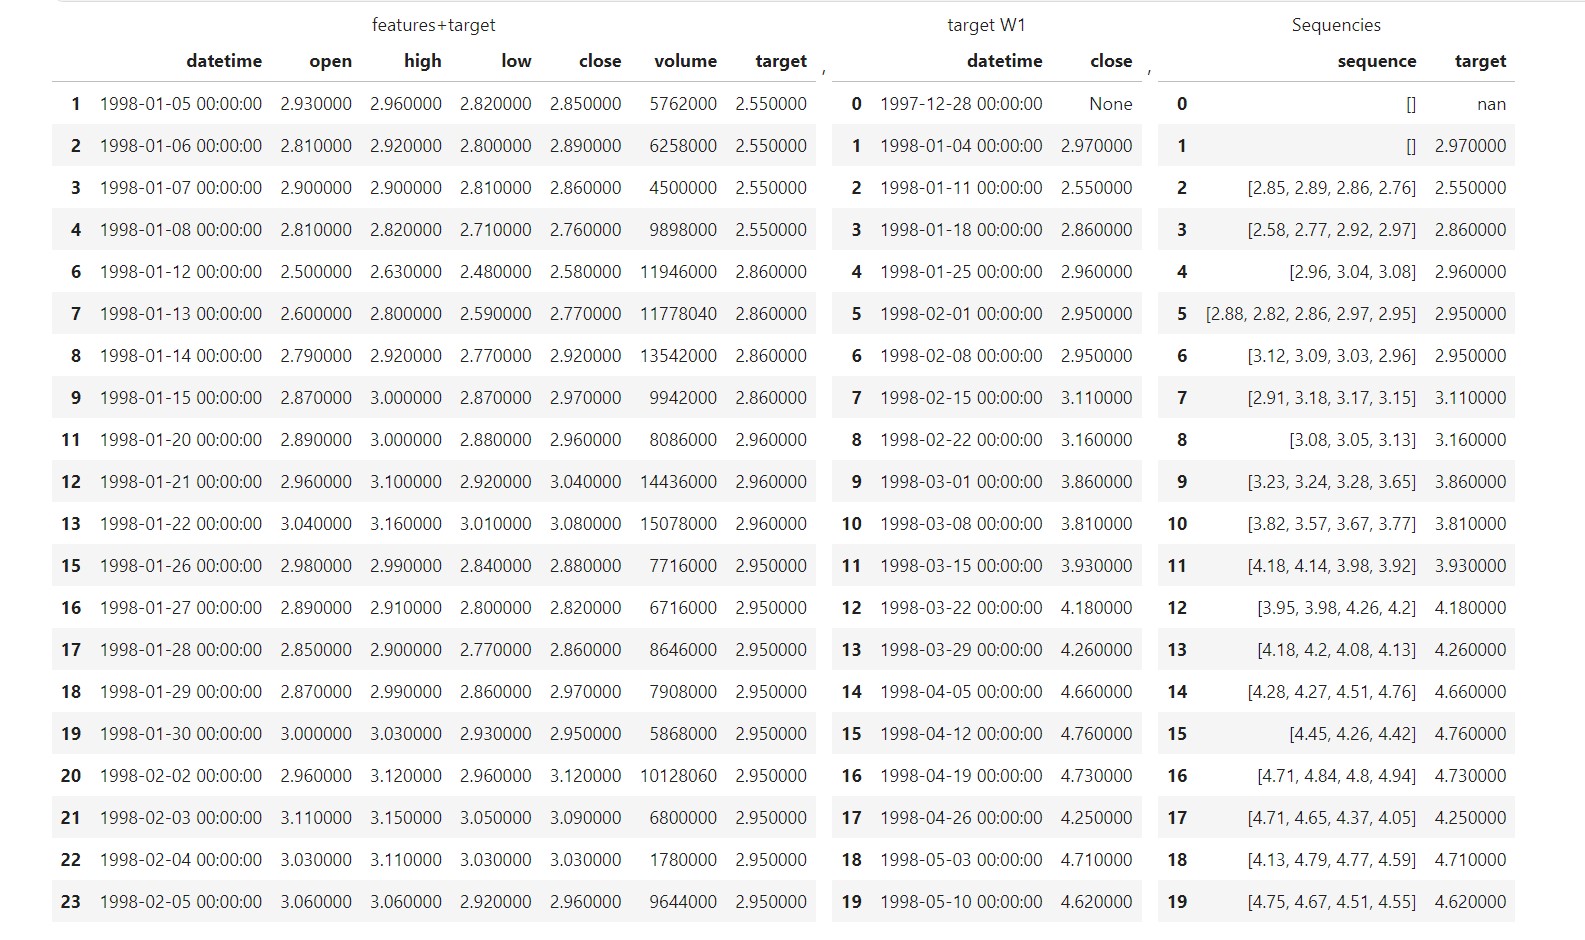 features+target target W1 Sequencies
datetime open high low close volume target , datetime close , sequence target
1 1998-01-05 00:00:00 2.930000 2.960000 2.820000 2.850000 5762000 2.550000 0 1997-12-28 00:00:00 None 0 [] nan
2 1998-01-06 00:00:00 2.810000 2.920000 2.800000 2.890000 6258000 2.550000 1 1998-01-04 00:00:00 2.970000 1 [] 2.970000
3 1998-01-07 00:00:00 2.900000 2.900000 2.810000 2.860000 4500000 2.550000 2 1998-01-11 00:00:00 2.550000 2 [2.85, 2.89, 2.86, 2.76] 2.550000
4 1998-01-08 00:00:00 2.810000 2.820000 2.710000 2.760000 9898000 2.550000 3 1998-01-18 00:00:00 2.860000 3 [2.58, 2.77, 2.92, 2.97] 2.860000
6 1998-01-12 00:00:00 2.500000 2.630000 2.480000 2.580000 11946000 2.860000 4 1998-01-25 00:00:00 2.960000 4 [2.96, 3.04, 3.08] 2.960000
7 1998-01-13 00:00:00 2.600000 2.800000 2.590000 2.770000 11778040 2.860000 5 1998-02-01 00:00:00 2.950000 5 [2.88, 2.82, 2.86, 2.97, 2.95] 2.950000
8 1998-01-14 00:00:00 2.790000 2.920000 2.770000 2.920000 13542000 2.860000 6 1998-02-08 00:00:00 2.950000 6 [3.12, 3.09, 3.03, 2.96] 2.950000
9 1998-01-15 00:00:00 2.870000 3.000000 2.870000 2.970000 9942000 2.860000 7 1998-02-15 00:00:00 3.110000 7 [2.91, 3.18, 3.17, 3.15] 3.110000
11 1998-01-20 00:00:00 2.890000 3.000000 2.880000 2.960000 8086000 2.960000 8 1998-02-22 00:00:00 3.160000 8 [3.08, 3.05, 3.13] 3.160000
12 1998-01-21 00:00:00 2.960000 3.100000 2.920000 3.040000 14436000 2.960000 9 1998-03-01 00:00:00 3.860000 9 [3.23, 3.24, 3.28, 3.65] 3.860000
13 1998-01-22 00:00:00 3.040000 3.160000 3.010000 3.080000 15078000 2.960000 10 1998-03-08 00:00:00 3.810000 10 [3.82, 3.57, 3.67, 3.77] 3.810000
15 1998-01-26 00:00:00 2.980000 2.990000 2.840000 2.880000 7716000 2.950000 11 1998-03-15 00:00:00 3.930000 11 [4.18, 4.14, 3.98, 3.92] 3.930000
16 1998-01-27 00:00:00 2.890000 2.910000 2.800000 2.820000 6716000 2.950000 12 1998-03-22 00:00:00 4.180000 12 [3.95, 3.98, 4.26, 4.2] 4.180000
17 1998-01-28 00:00:00 2.850000 2.900000 2.770000 2.860000 8646000 2.950000 13 1998-03-29 00:00:00 4.260000 13 [4.18, 4.2, 4.08, 4.13] 4.260000
18 1998-01-29 00:00:00 2.870000 2.990000 2.860000 2.970000 7908000 2.950000 14 1998-04-05 00:00:00 4.660000 14 [4.28, 4.27, 4.51, 4.76] 4.660000
19 1998-01-30 00:00:00 3.000000 3.030000 2.930000 2.950000 5868000 2.950000 15 1998-04-12 00:00:00 4.760000 15 [4.45, 4.26, 4.42] 4.760000
20 1998-02-02 00:00:00 2.960000 3.120000 2.960000 3.120000 10128060 2.950000 16 1998-04-19 00:00:00 4.730000 16 [4.71, 4.84, 4.8, 4.94] 4.730000
21 1998-02-03 00:00:00 3.110000 3.150000 3.050000 3.090000 6800000 2.950000 17 1998-04-26 00:00:00 4.250000 17 [4.71, 4.65, 4.37, 4.05] 4.250000
22 1998-02-04 00:00:00 3.030000 3.110000 3.030000 3.030000 1780000 2.950000 18 1998-05-03 00:00:00 4.710000 18 [4.13, 4.79, 4.77, 4.59] 4.710000
23 1998-02-05 00:00:00 3.060000 3.060000 2.920000 2.960000 9644000 2.950000 19 1998-05-10 00:00:00 4.620000 19 [4.75, 4.67, 4.51, 4.55] 4.620000